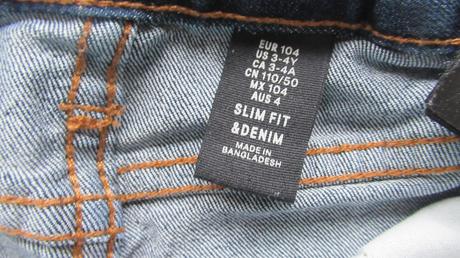 EUR 104
US 3-4Y
CA 3-4A
CN 110/50
MX 104
AUS 4
SLIM FIT
&DENIM
MADE IN
BANGLADESH